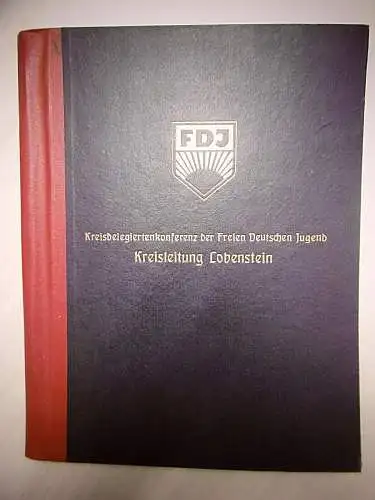 FDJ
Kreisdelegiertenkonferenz der Freien Deutschen Jugend
Kreisleitung Lobenstein